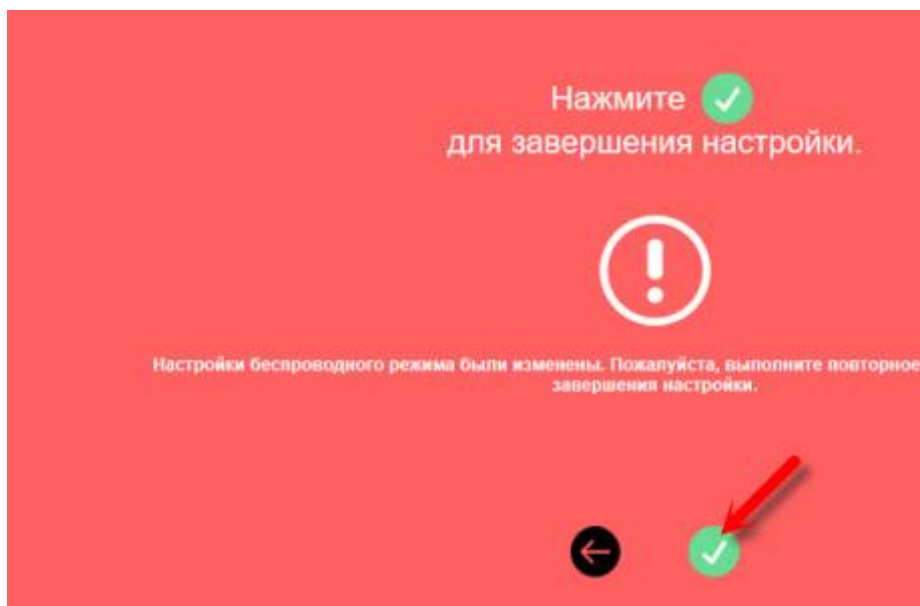 Нажмите
для завершения настройки.
Настройки беспроводного режима были изменены. Пожалуйста, выполните повторное
завершения настройки.